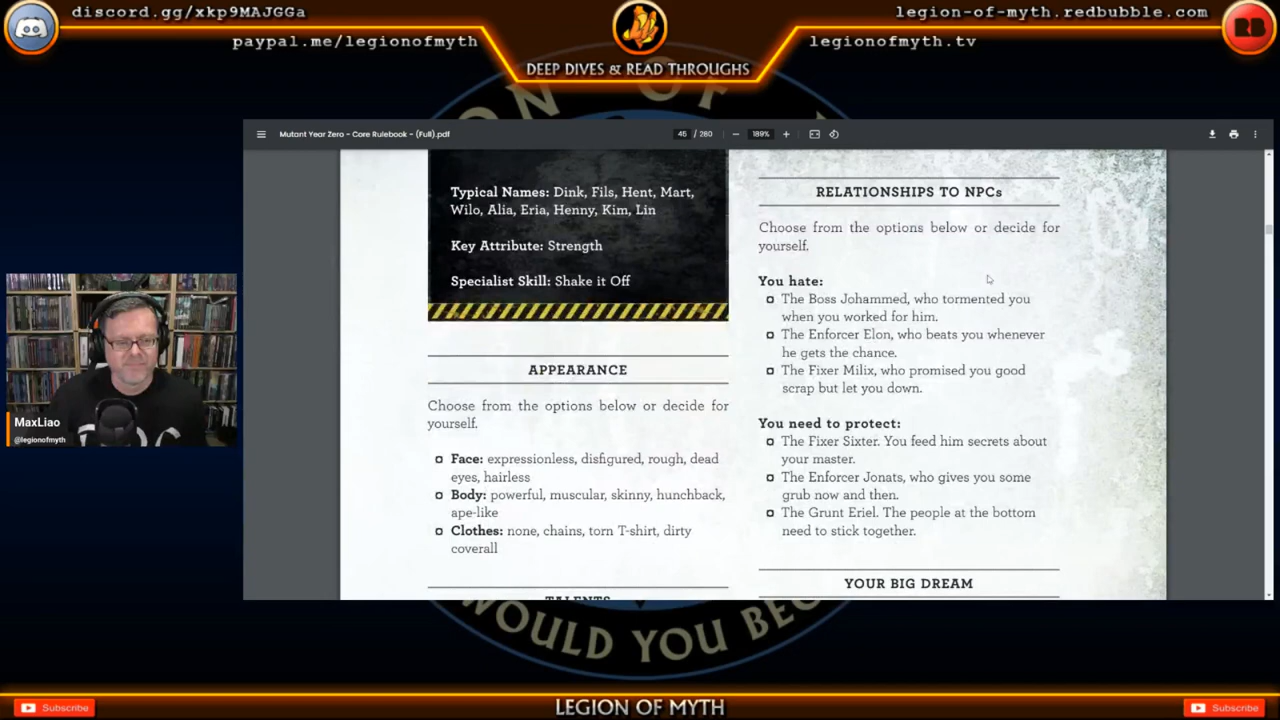 discord.gg/xkp9MAJGGa
paypal.me/legionofmyth
DEEP DIVES & READ THROUGHS
legion-of-myth.redbubble.com
legionofmyth.tv
RB
Mutant Year Zero - Core Rulebook - (Full).pdf
45 / 280
189%
Typical Names: Dink, Fils, Hent, Mart,
Wilo, Alia, Eria, Henny, Kim, Lin
Key Attribute: Strength
Specialist Skill: Shake it Off
APPEARANCE
Choose from the options below or decide for
yourself.
Face: expressionless, disfigured, rough, dead
eyes, hairless
Body: powerful, muscular, skinny, hunchback,
ape-like
Clothes: none, chains, torn T-shirt, dirty
coverall
TALENTS
RELATIONSHIPS TO NPCs
Choose from the options below or decide for
yourself.
You hate:
The Boss Johammed, who tormented you
when you worked for him.
The Enforcer Elon, who beats you whenever
he gets the chance.
The Fixer Milix, who promised you good
scrap but let you down.
You need to protect:
The Fixer Sixter. You feed him secrets about
your master.
The Enforcer Jonats, who gives you some
grub now and then.
The Grunt Eriel. The people at the bottom
need to stick together.
YOUR BIG DREAM
MaxLiao
@legionofmyth
WOULD YOU
Subscribe
LEGION OF MYTH
Subscribe